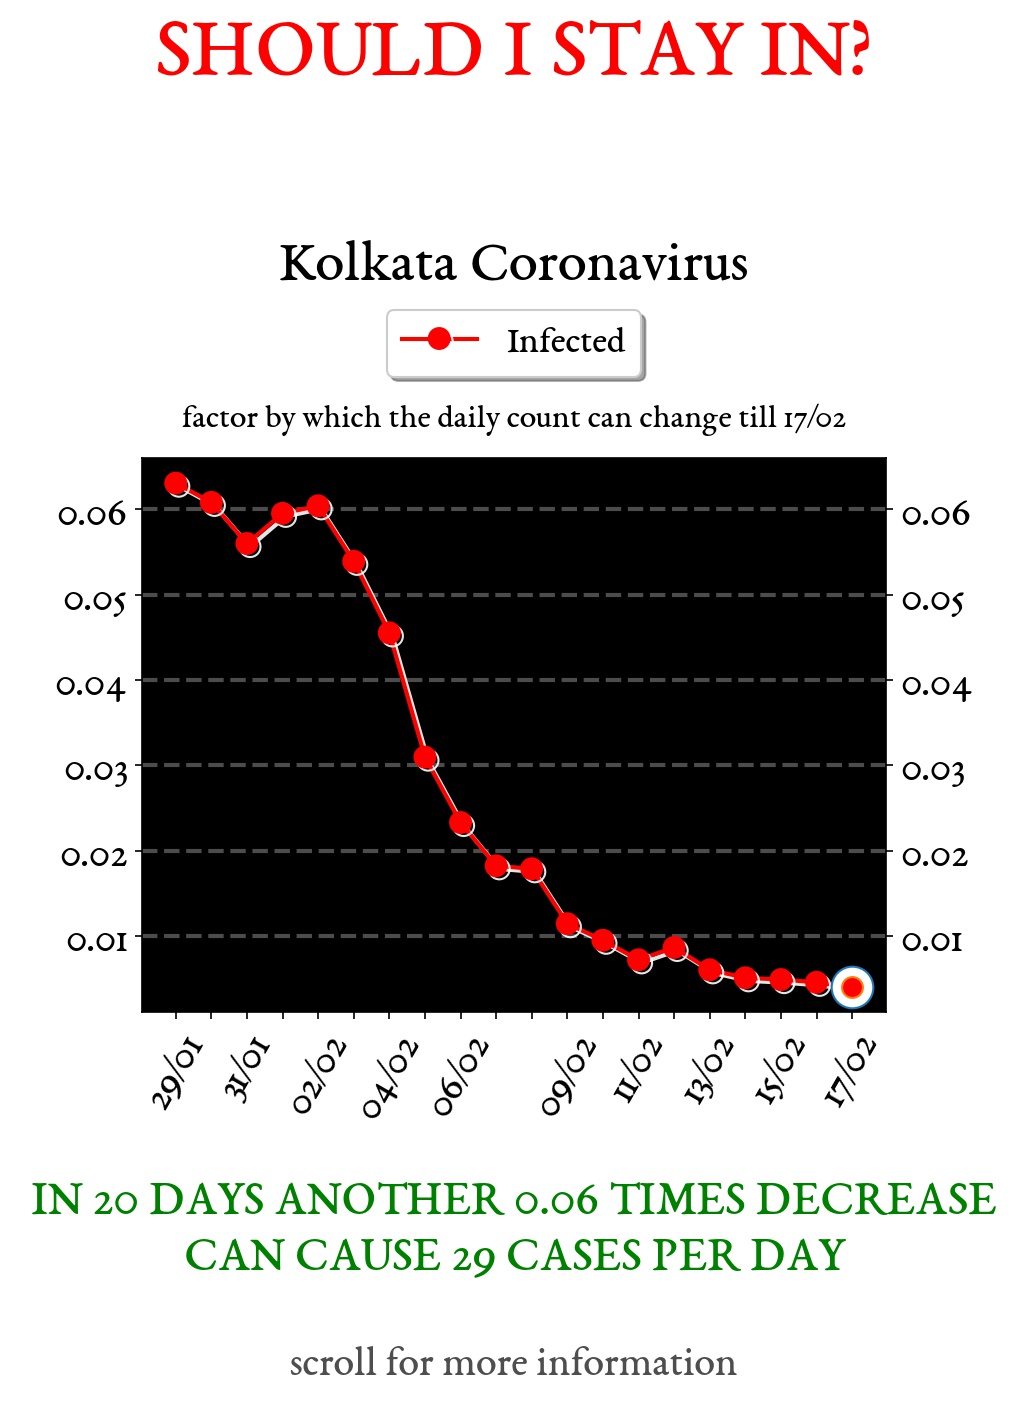 SHOULD I STAY IN?
Kolkata Coronavirus
Infected
factor by which the daily count can change till 17/02
0.06 0.06
0.05 0.05
0.04 0.04
0.03 0.03
0.02 0.02
0.01 0.01
29/01 31/01 02/02 04/02 06/02 09/02 11/02 13/02 15/02 17/02
IN 20 DAYS ANOTHER 0.06 TIMES DECREASE
CAN CAUSE 29 CASES PER DAY
scroll for more information